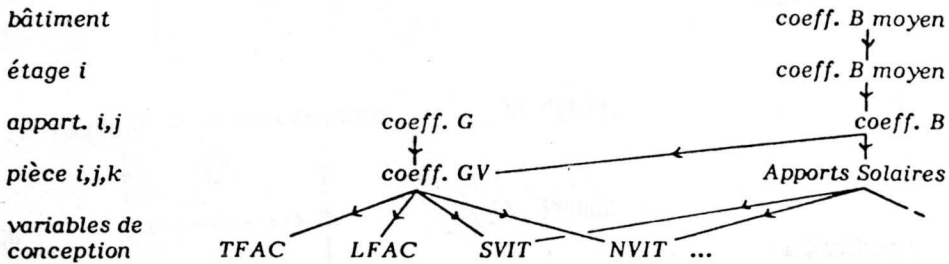 bâtiment coeff. B moyen
étage i coeff. B moyen
appart. i,j coeff. G coeff. B
pièce i,j,k coeff. GV Apports Solaires
variables de
conception TFAC LFAC SVIT NVIT ...